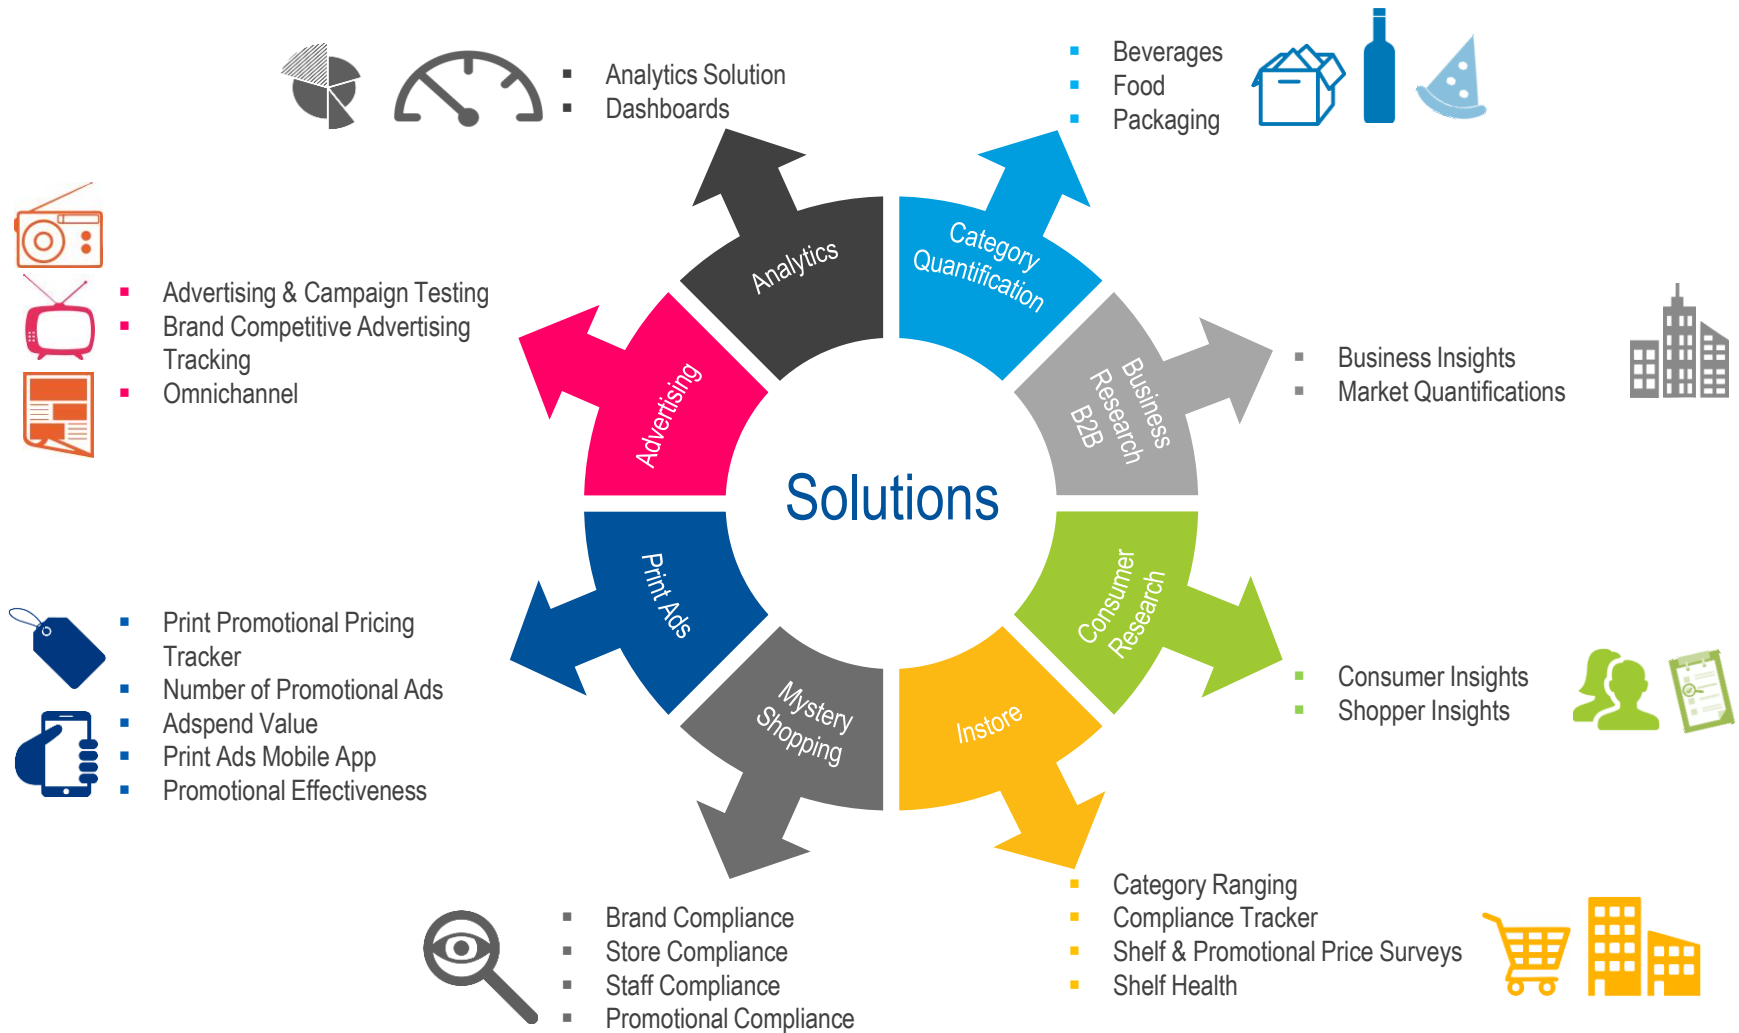 Analytics Solution
Dashboards
Beverages
Food
Packaging
Analytics
Category
Quantification
Advertising & Campaign Testing
Brand Competitive Advertising
Tracking
Omnichannel
Advertising
Business
Research
B2B
Business Insights
Market Quantifications
Solutions
Print Ads
Consumer
Research
Print Promotional Pricing
Tracker
Number of Promotional Ads
Adspend Value
Print Ads Mobile App
Promotional Effectiveness
Mystery
Shopping
Instore
Consumer Insights
Shopper Insights
Brand Compliance
Store Compliance
Staff Compliance
Promotional Compliance
Category Ranging
Compliance Tracker
Shelf & Promotional Price Surveys
Shelf Health